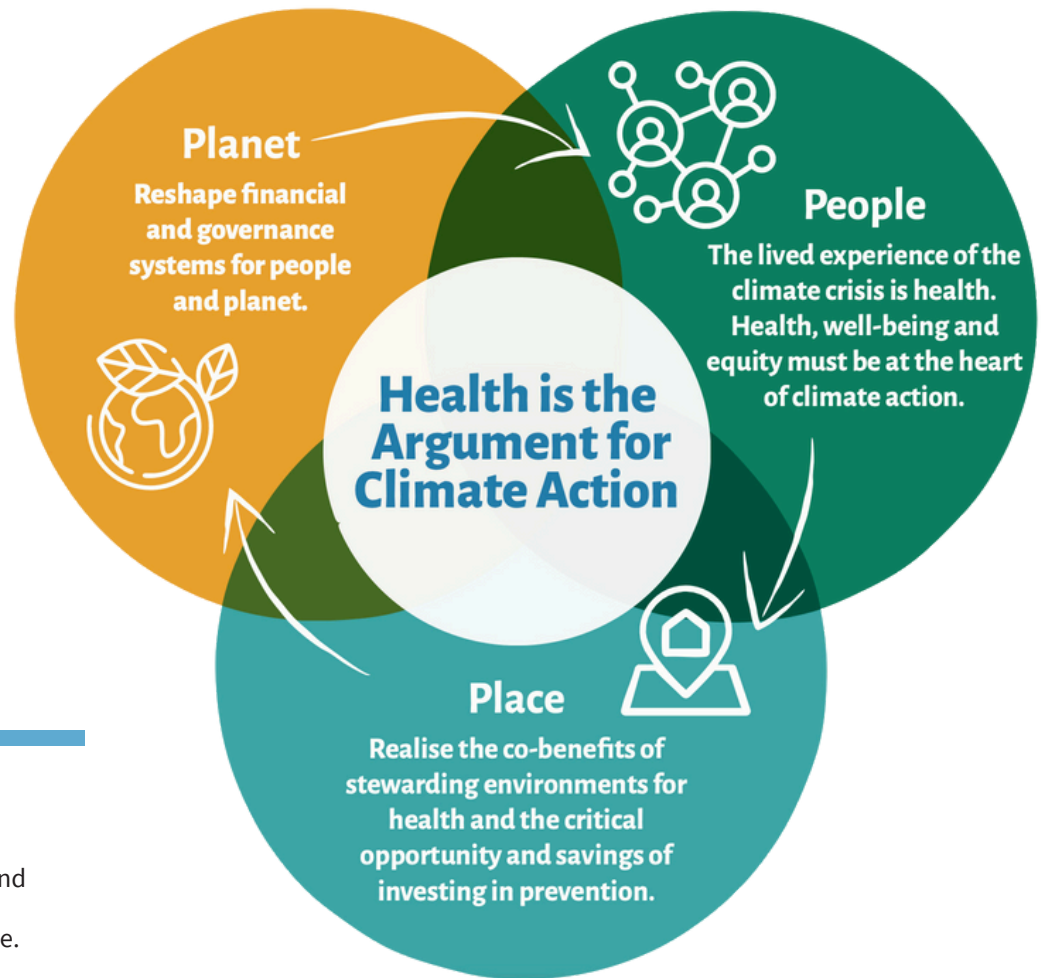 Planet
Reshape financial
and governance
systems for people
and planet.
People
The lived experience of the
climate crisis is health.
Health, well-being and
equity must be at the heart
of climate action.
Health is the
Argument for
Climate Action
Place
Realise the co-benefits of
stewarding environments for
health and the critical
opportunity and savings of
investing in prevention.